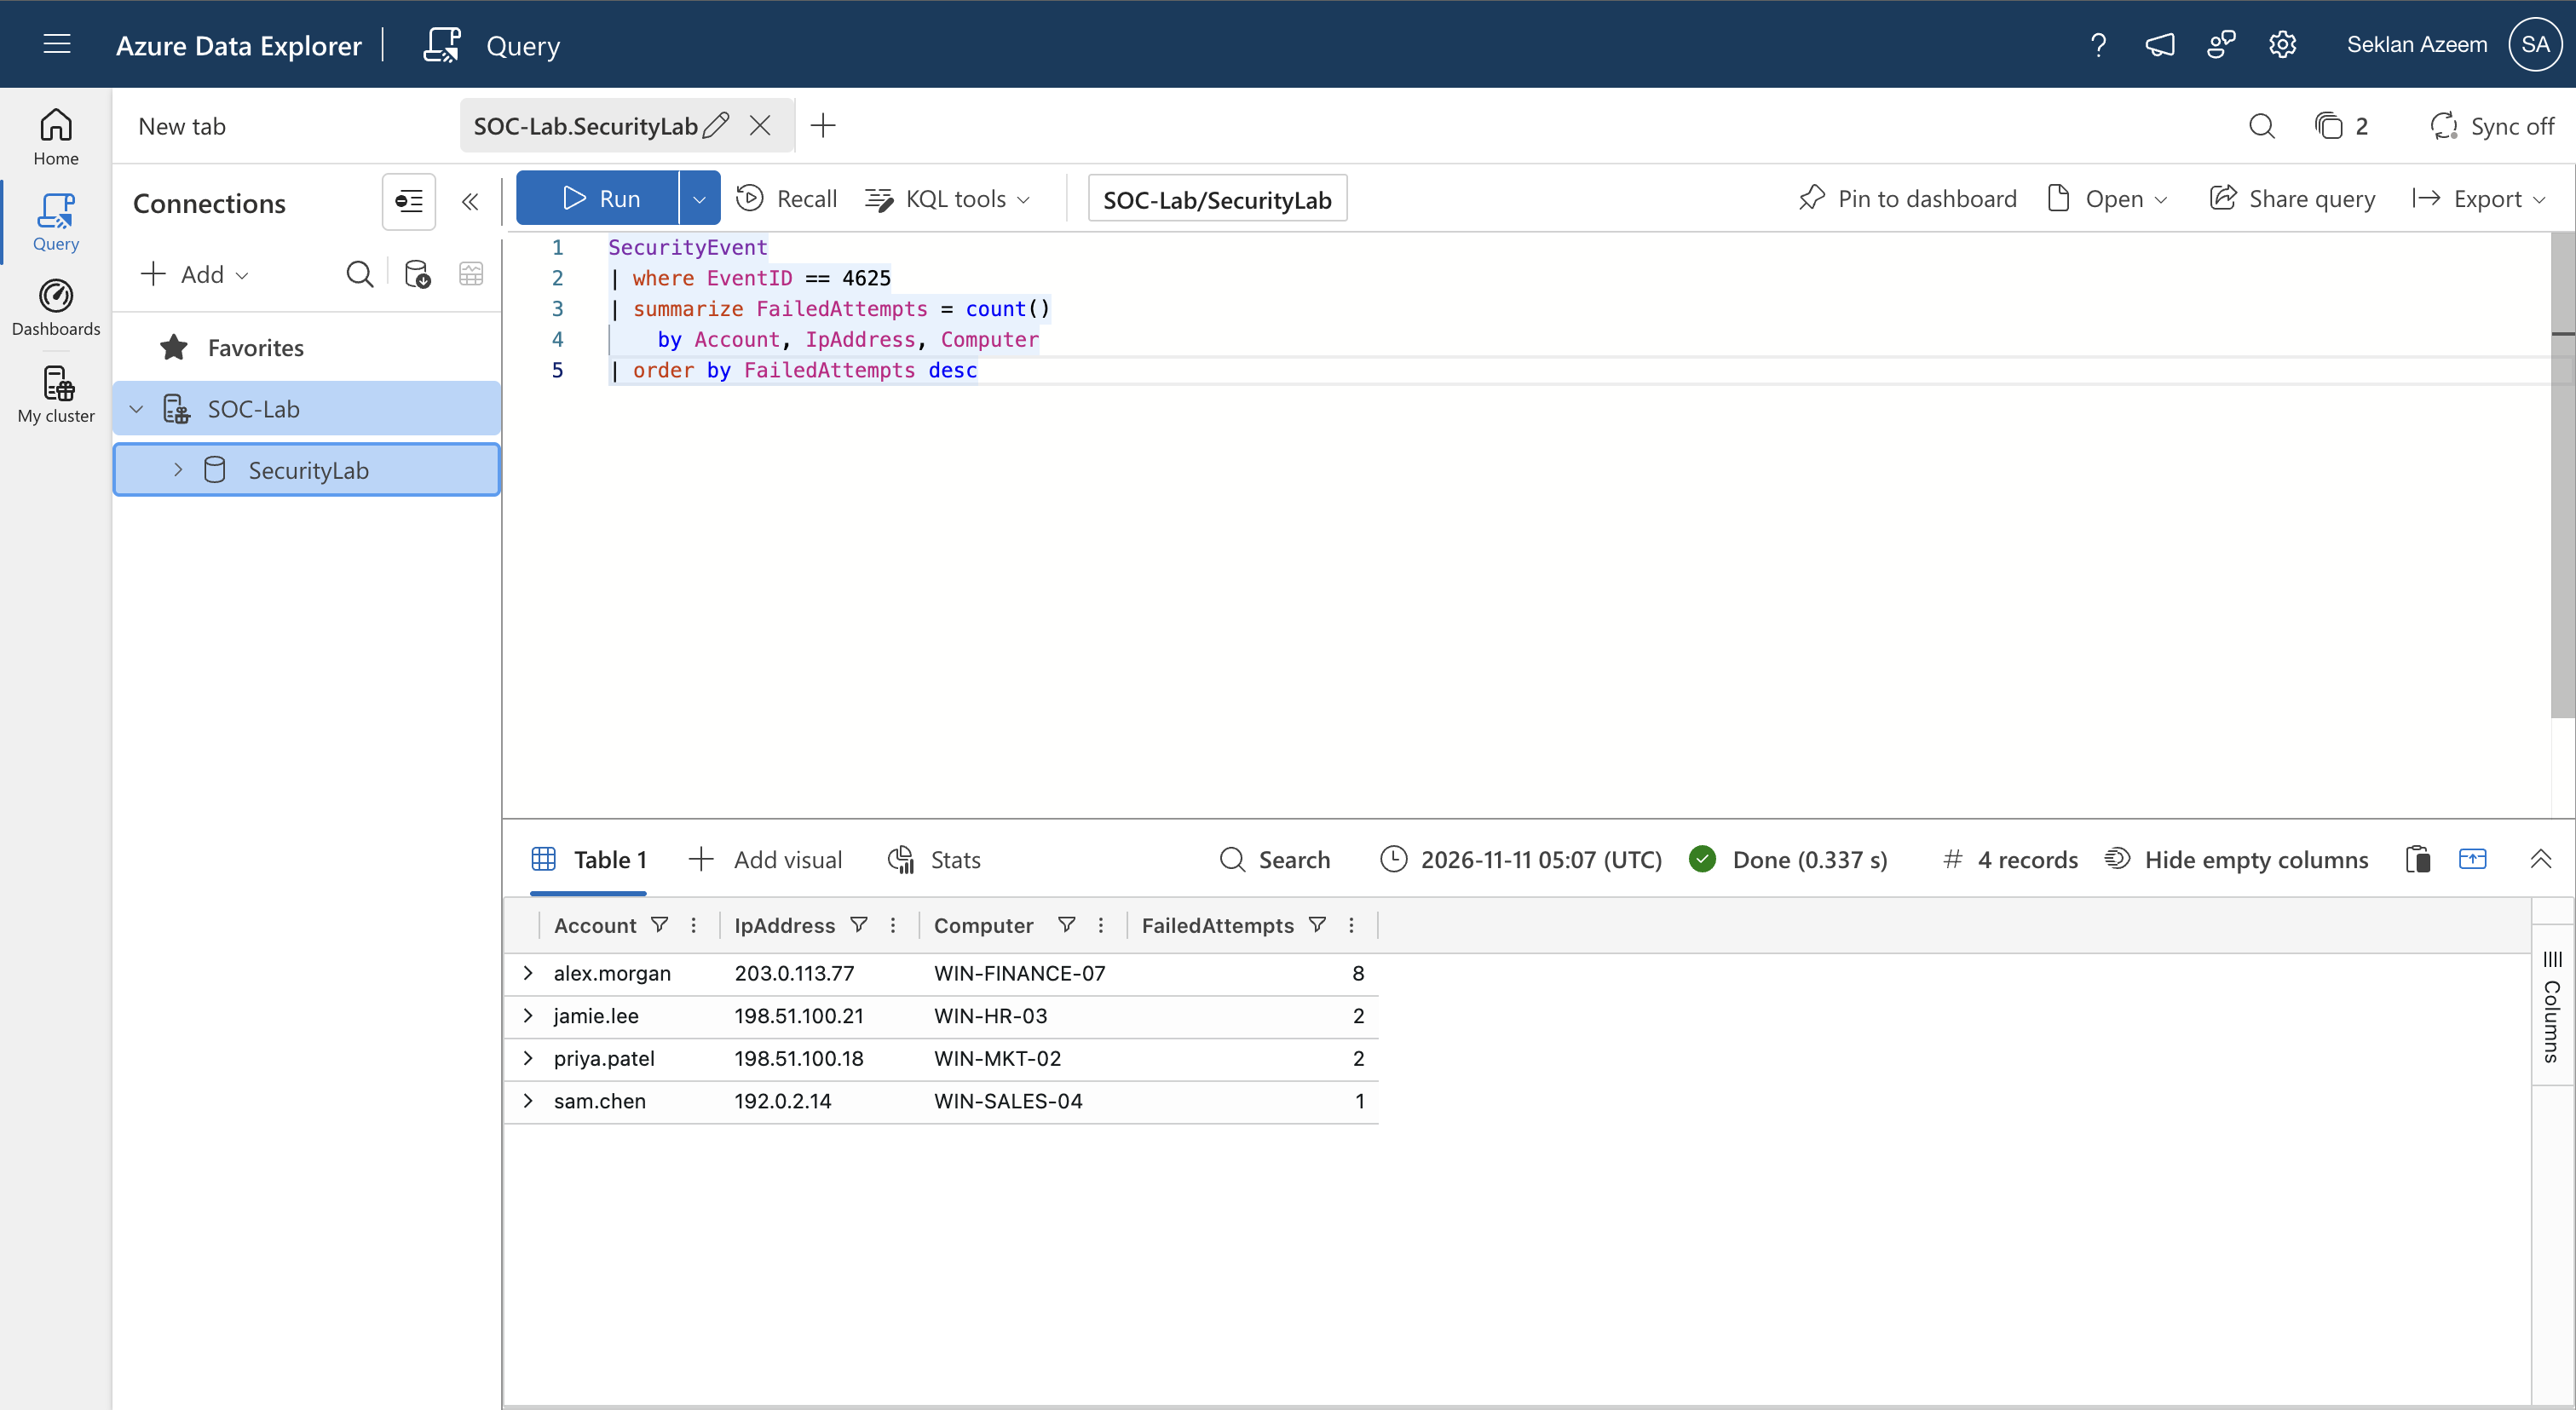 Azure Data Explorer
Query
Seklan Azeem
SA
Home
Query
Dashboards
My cluster
New tab
SOC-Lab.SecurityLab
2
Sync off
Connections
Add
Favorites
SOC-Lab
SecurityLab
Run
Recall
KQL tools
SOC-Lab/SecurityLab
Pin to dashboard
Open
Share query
Export
1 SecurityEvent
2 | where EventID == 4625
3 | summarize FailedAttempts = count()
4 by Account, IpAddress, Computer
5 | order by FailedAttempts desc
Table 1
Add visual
Stats
Search
2026-11-11 05:07 (UTC)
Done (0.337 s)
# 4 records
Hide empty columns
Account IpAddress Computer FailedAttempts
alex.morgan 203.0.113.77 WIN-FINANCE-07 8
jamie.lee 198.51.100.21 WIN-HR-03 2
priya.patel 198.51.100.18 WIN-MKT-02 2
sam.chen 192.0.2.14 WIN-SALES-04 1
Columns